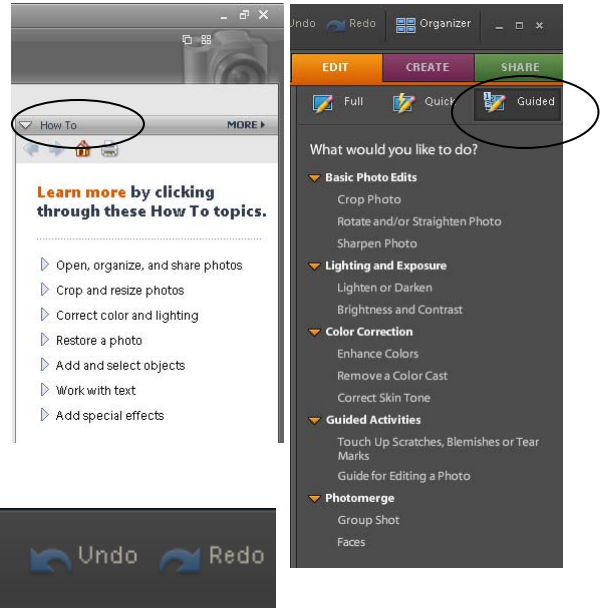 How To
MORE
Learn more by clicking
through these How To topics.
Open, organize, and share photos
Crop and resize photos
Correct color and lighting
Restore a photo
Add and select objects
Work with text
Add special effects
Undo Redo
ndo Redo Organizer
EDIT CREATE SHARE
Full Quick Guided
What would you like to do?
Basic Photo Edits
Crop Photo
Rotate and/or Straighten Photo
Sharpen Photo
Lighting and Exposure
Lighten or Darken
Brightness and Contrast
Color Correction
Enhance Colors
Remove a Color Cast
Correct Skin Tone
Guided Activities
Touch Up Scratches, Blemishes or Tear
Marks
Guide for Editing a Photo
Photomerge
Group Shot
Faces